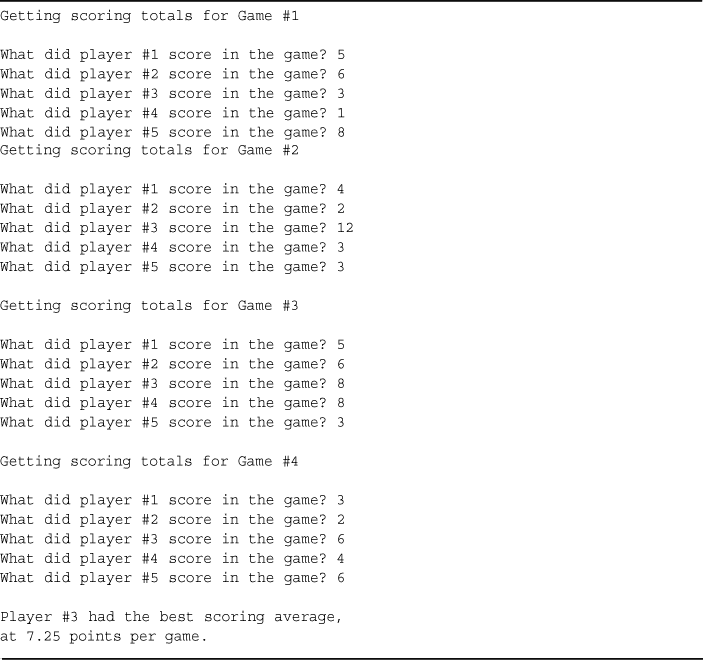 Getting scoring totals for Game #1
What did player #1 score in the game? 5
What did player #2 score in the game? 6
What did player #3 score in the game? 3
What did player #4 score in the game? 1
What did player #5 score in the game? 8
Getting scoring totals for Game #2
What did player #1 score in the game? 4
What did player #2 score in the game? 2
What did player #3 score in the game? 12
What did player #4 score in the game? 3
What did player #5 score in the game? 3
Getting scoring totals for Game #3
What did player #1 score in the game? 5
What did player #2 score in the game? 6
What did player #3 score in the game? 8
What did player #4 score in the game? 8
What did player #5 score in the game? 3
Getting scoring totals for Game #4
What did player #1 score in the game? 3
What did player #2 score in the game? 2
What did player #3 score in the game? 6
What did player #4 score in the game? 4
What did player #5 score in the game? 6
Player #3 had the best scoring average,
at 7.25 points per game.